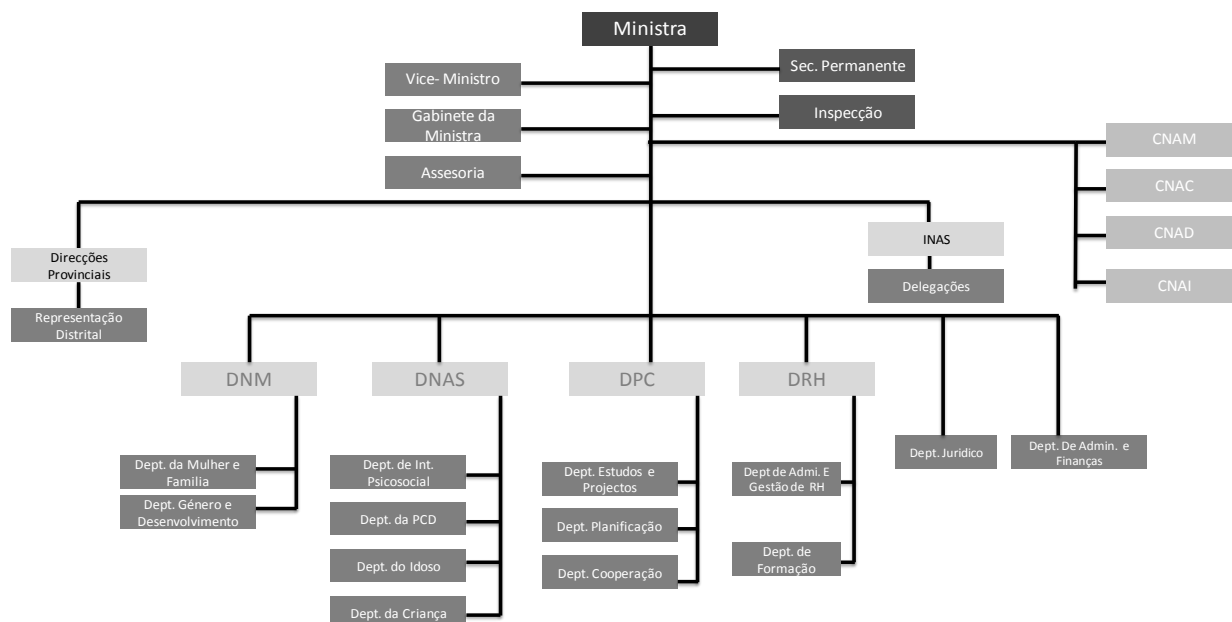 Ministra
Sec. Permanente
Vice- Ministro
Gabinete da
Ministra
Inspecção
CNAM
Assesoria
CNAC
CNAD
CNAI
Direcções
Provinciais
INAS
Representação
Distrital
Delegações
DNM
DNAS
DPC
DRH
Dept. da Mulher e
Familia
Dept. Género e
Desenvolvimento
Dept. de Int.
Psicosocial
Dept. da PCD
Dept. do Idoso
Dept. da Criança
Dept. Estudos e
Projectos
Dept. Planificação
Dept. Cooperação
Dept de Admi. E
Gestão de RH
Dept. de
Formação
Dept. Juridico
Dept. De Admin. e
Finanças